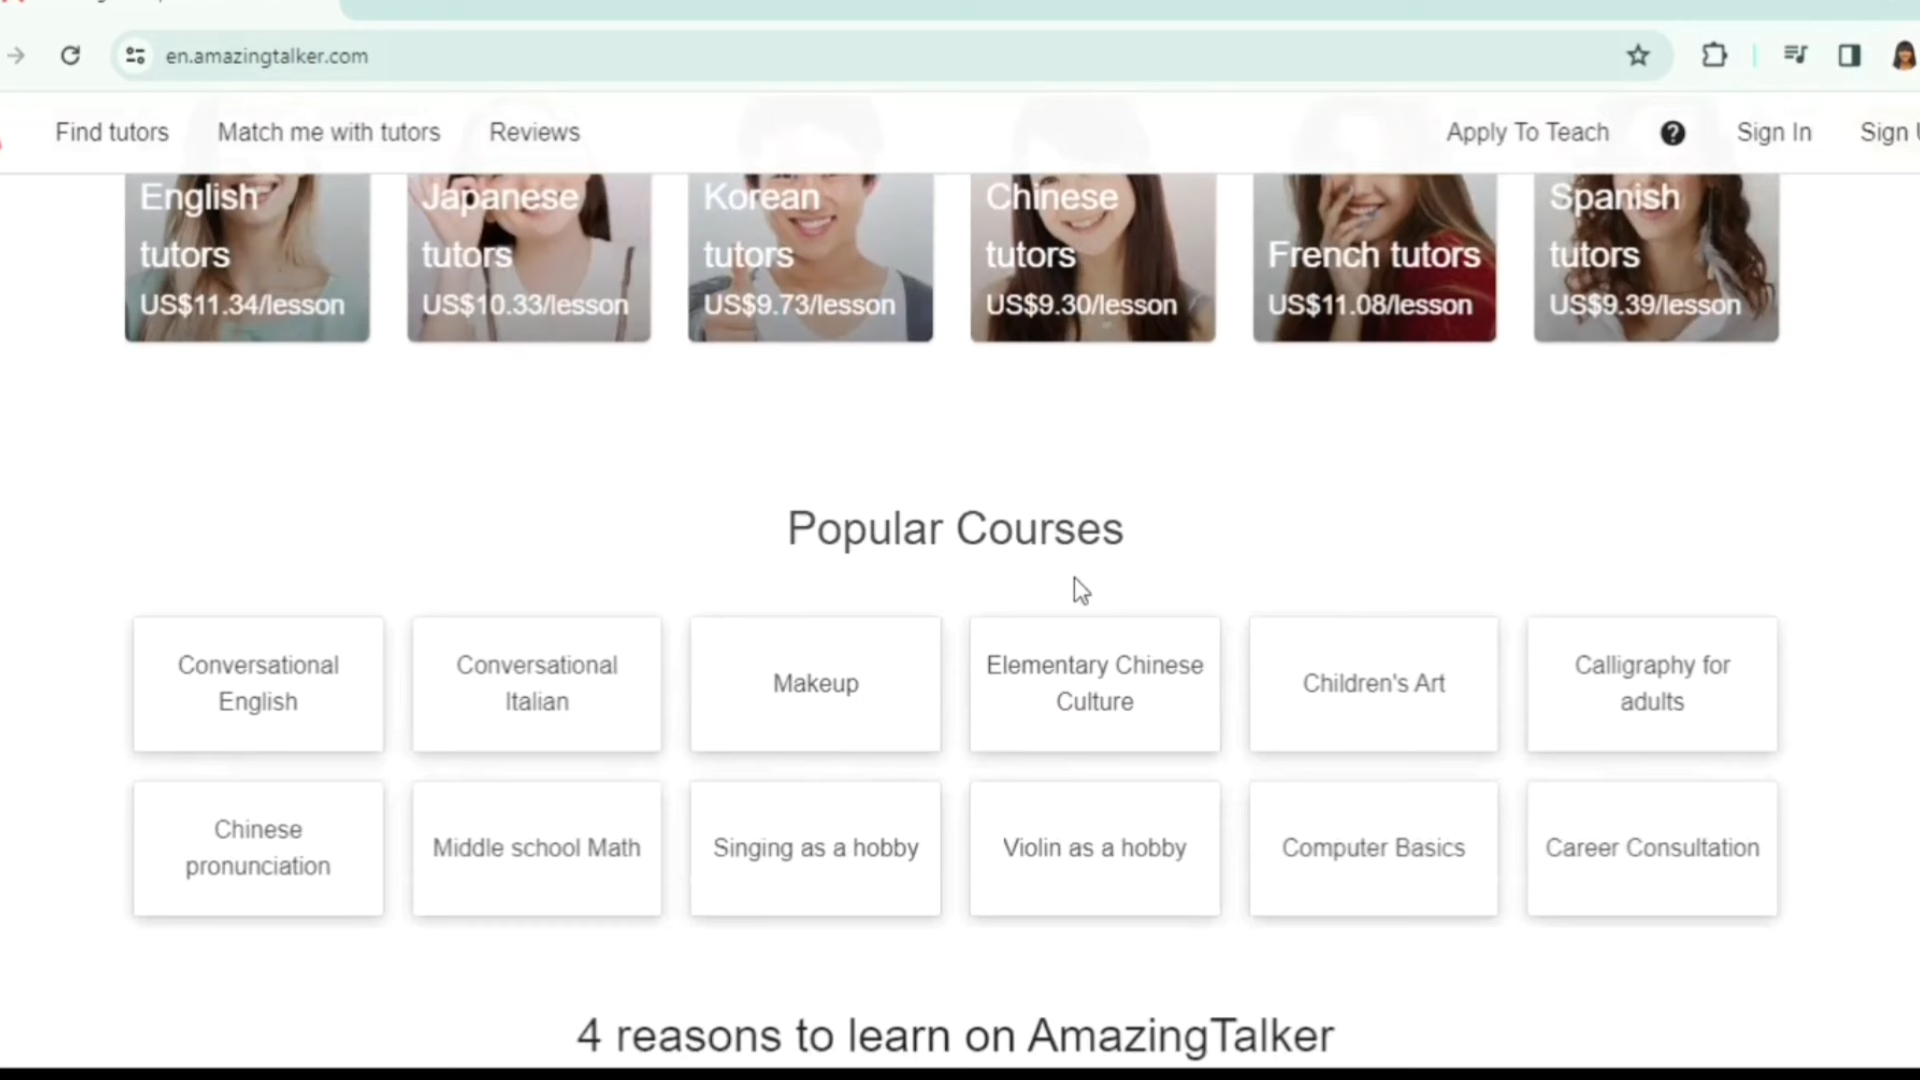 en.amazingtalker.com
Find tutors Match me with tutors Reviews Apply To Teach ? Sign In Sign
English tutors
US$11.34/lesson
Japanese tutors
US$10.33/lesson
Korean tutors
US$9.73/lesson
Chinese tutors
US$9.30/lesson
French tutors
US$11.08/lesson
Spanish tutors
US$9.39/lesson
Popular Courses
Conversational
English
Conversational
Italian
Makeup
Elementary Chinese
Culture
Children's Art
Calligraphy for
adults
Chinese
pronunciation
Middle school Math
Singing as a hobby
Violin as a hobby
Computer Basics
Career Consultation
4 reasons to learn on AmazingTalker